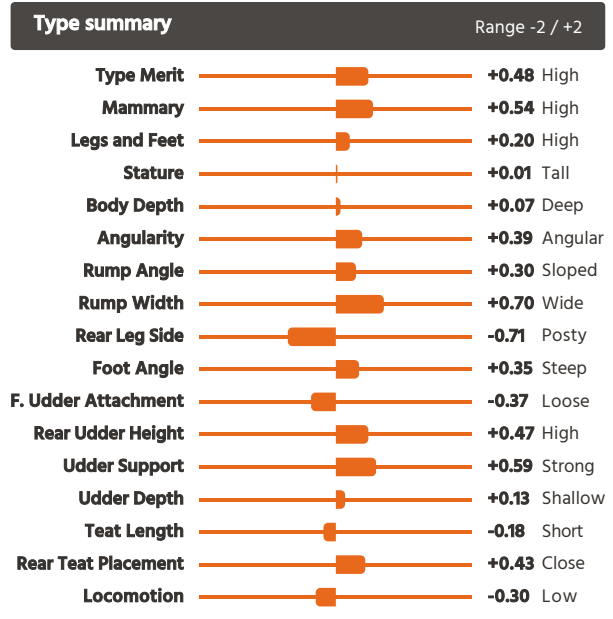 Type summary Range -2 / +2
Type Merit +0.48 High
Mammary +0.54 High
Legs and Feet +0.20 High
Stature +0.01 Tall
Body Depth +0.07 Deep
Angularity +0.39 Angular
Rump Angle +0.30 Sloped
Rump Width +0.70 Wide
Rear Leg Side -0.71 Posty
Foot Angle +0.35 Steep
F. Udder Attachment -0.37 Loose
Rear Udder Height +0.47 High
Udder Support +0.59 Strong
Udder Depth +0.13 Shallow
Teat Length -0.18 Short
Rear Teat Placement +0.43 Close
Locomotion -0.30 Low